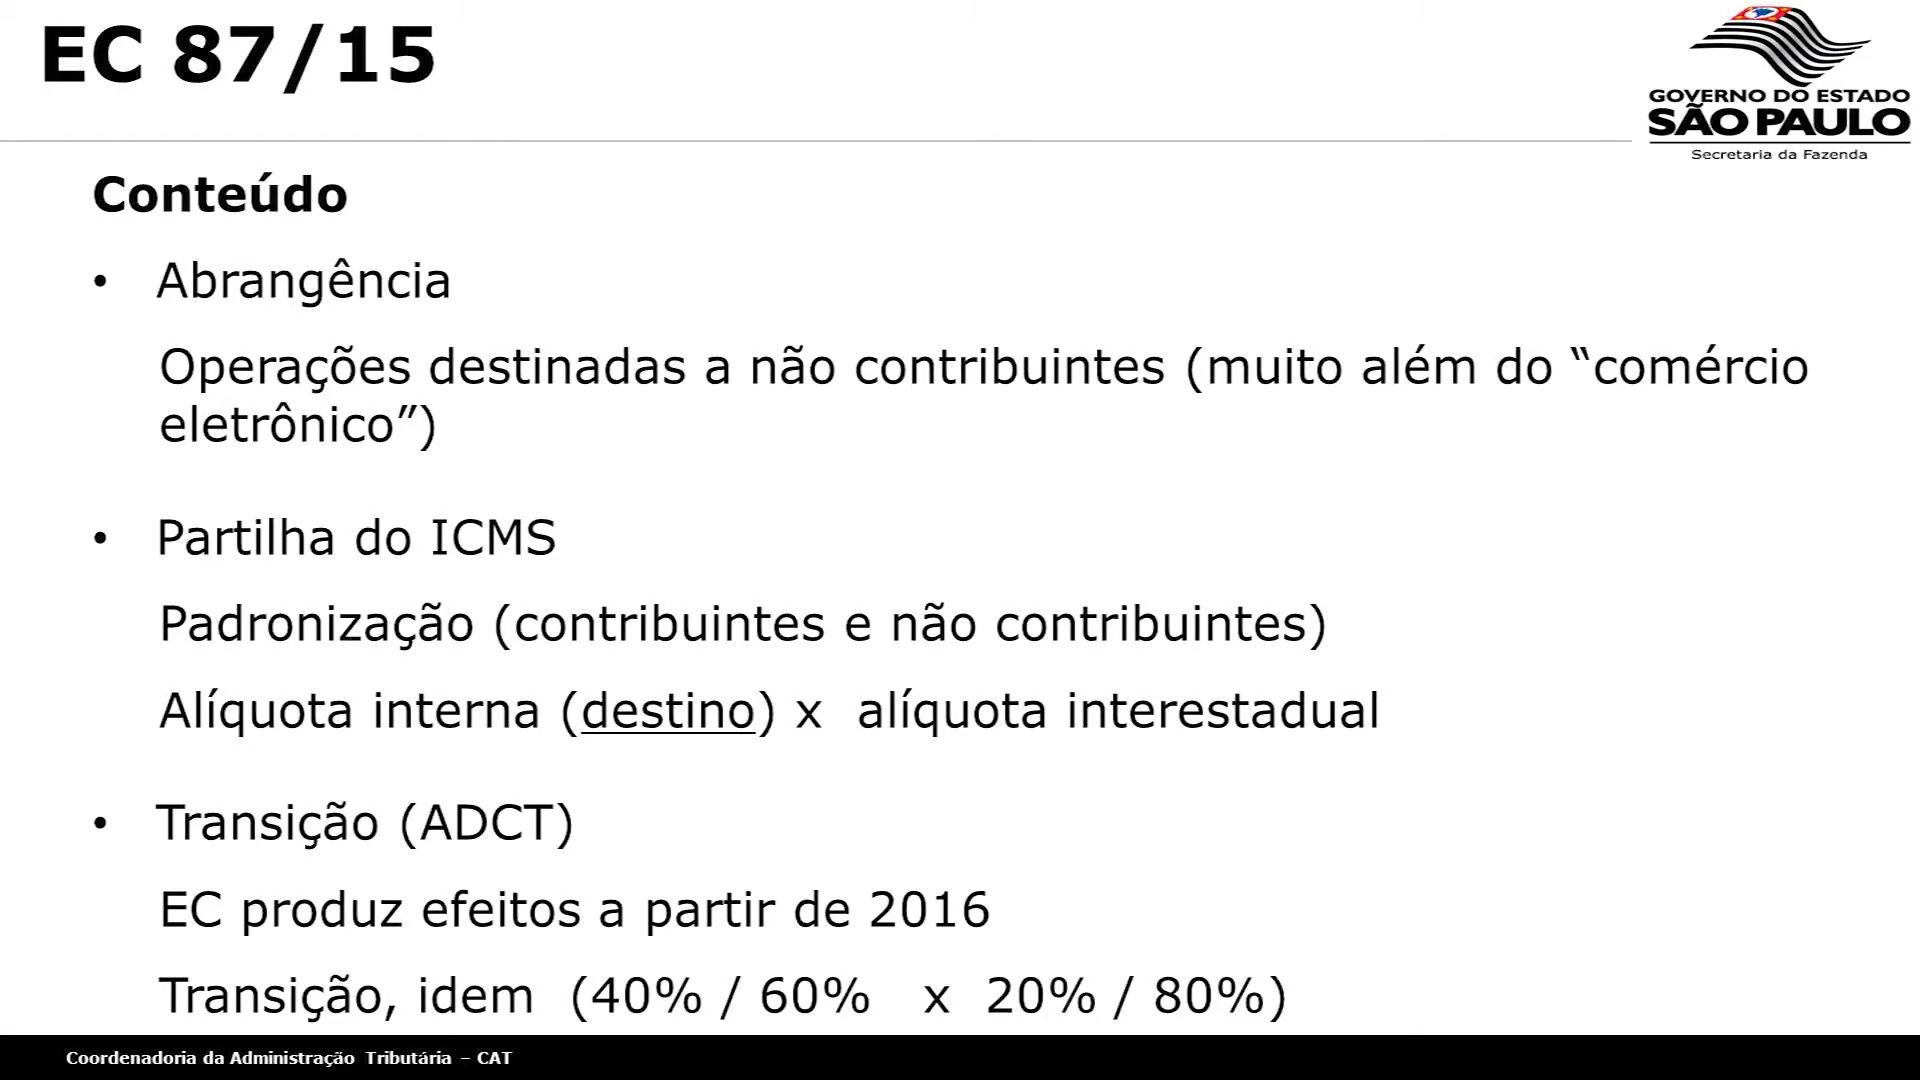 EC 87/15
GOVERNO DO ESTADO
SÃO PAULO
Secretaria da Fazenda
Conteúdo
• Abrangência
Operações destinadas a não contribuintes (muito além do “comércio
eletrônico”)
• Partilha do ICMS
Padronização (contribuintes e não contribuintes)
Alíquota interna (destino) x alíquota interestadual
• Transição (ADCT)
EC produz efeitos a partir de 2016
Transição, idem (40% / 60% x 20% / 80%)
Coordenadoria da Administração Tributária – CAT